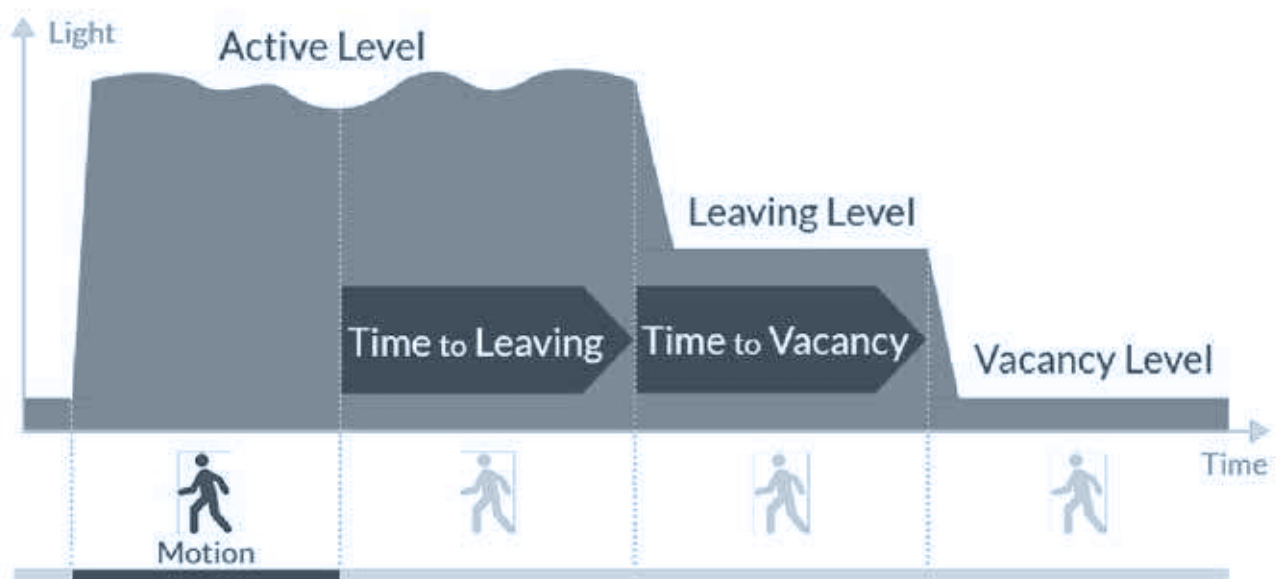 Light
Active Level
Leaving Level
Time to Leaving
Time to Vacancy
Vacancy Level
Time
Motion